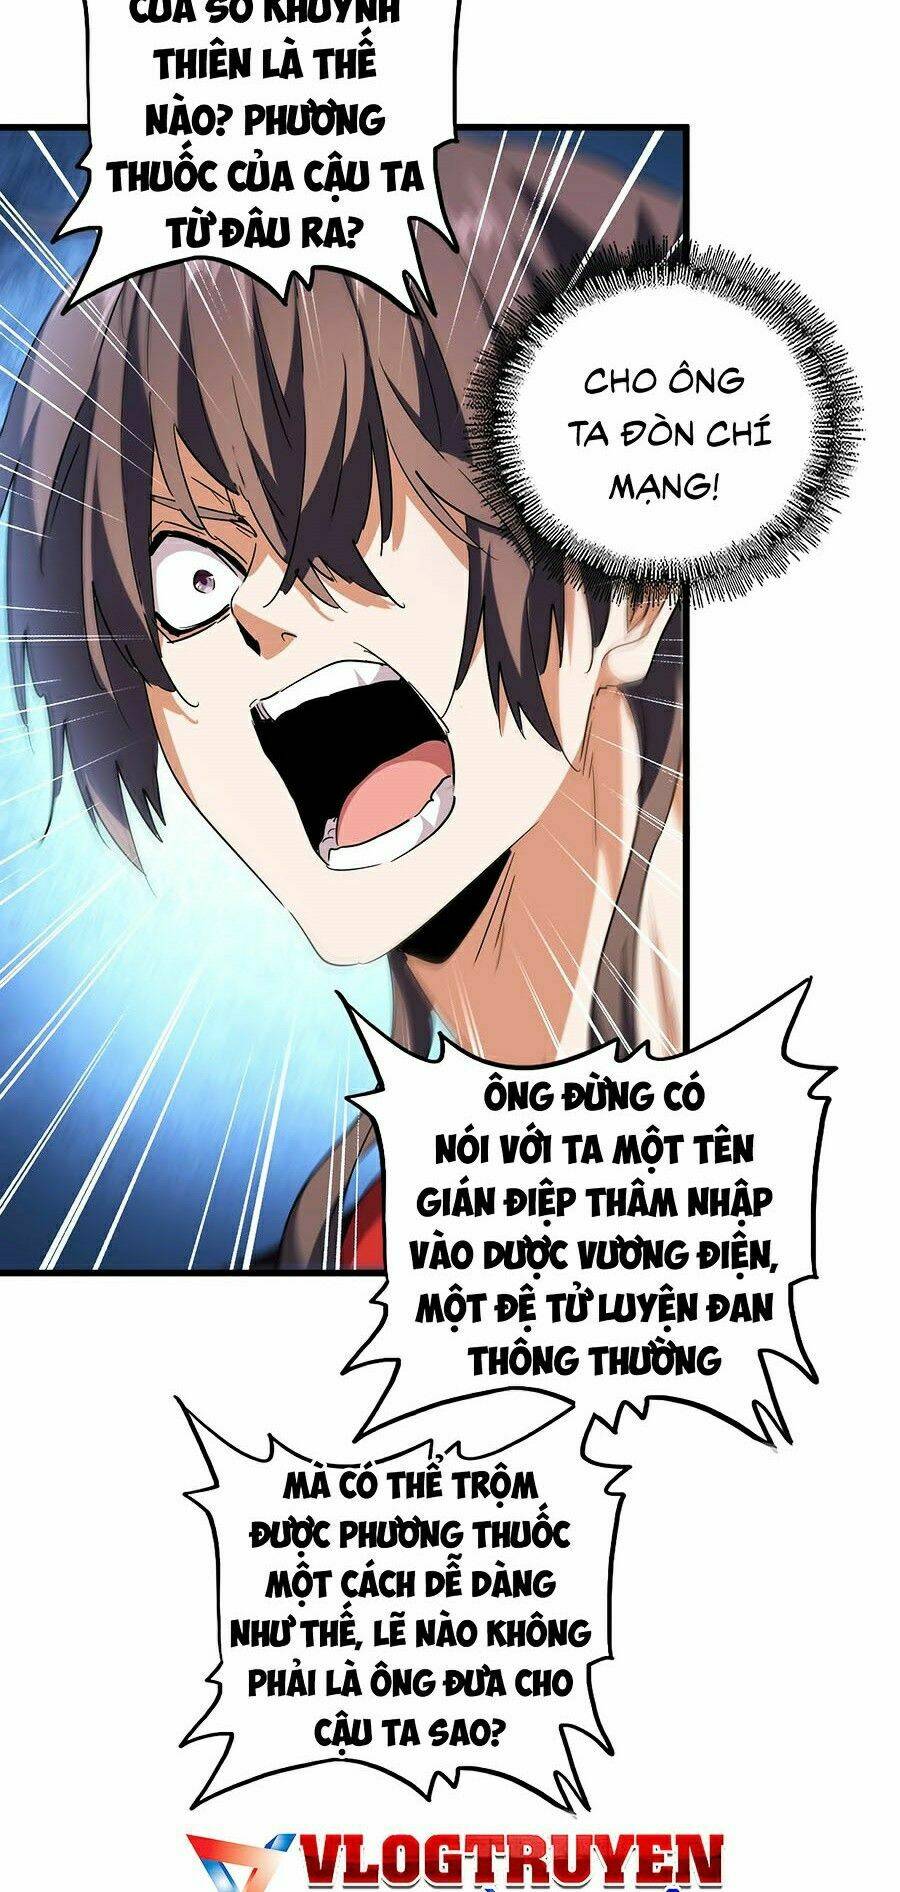 CỦA SỞ KHUYNH
THIÊN LÀ THẾ
NÀO? PHƯƠNG
THUỐC CỦA CẬU TA
TỪ ĐÂU RA?
CHO ÔNG
TA ĐÒN CHÍ
MẠNG!
ÔNG ĐỪNG CÓ
NÓI VỚI TA MỘT TÊN
GIÁN ĐIỆP THÂM NHẬP
VÀO DƯỢC VƯƠNG ĐIỆN,
MỘT ĐỆ TỬ LUYỆN ĐAN
THÔNG THƯỜNG
MÀ CÓ THỂ TRỘM
ĐƯỢC PHƯƠNG THUỐC
MỘT CÁCH DỄ DÀNG
NHƯ THẾ, LẼ NÀO KHÔNG
PHẢI LÀ ÔNG ĐƯA CHO
CẬU TA SAO?
VLOGTRUYEN